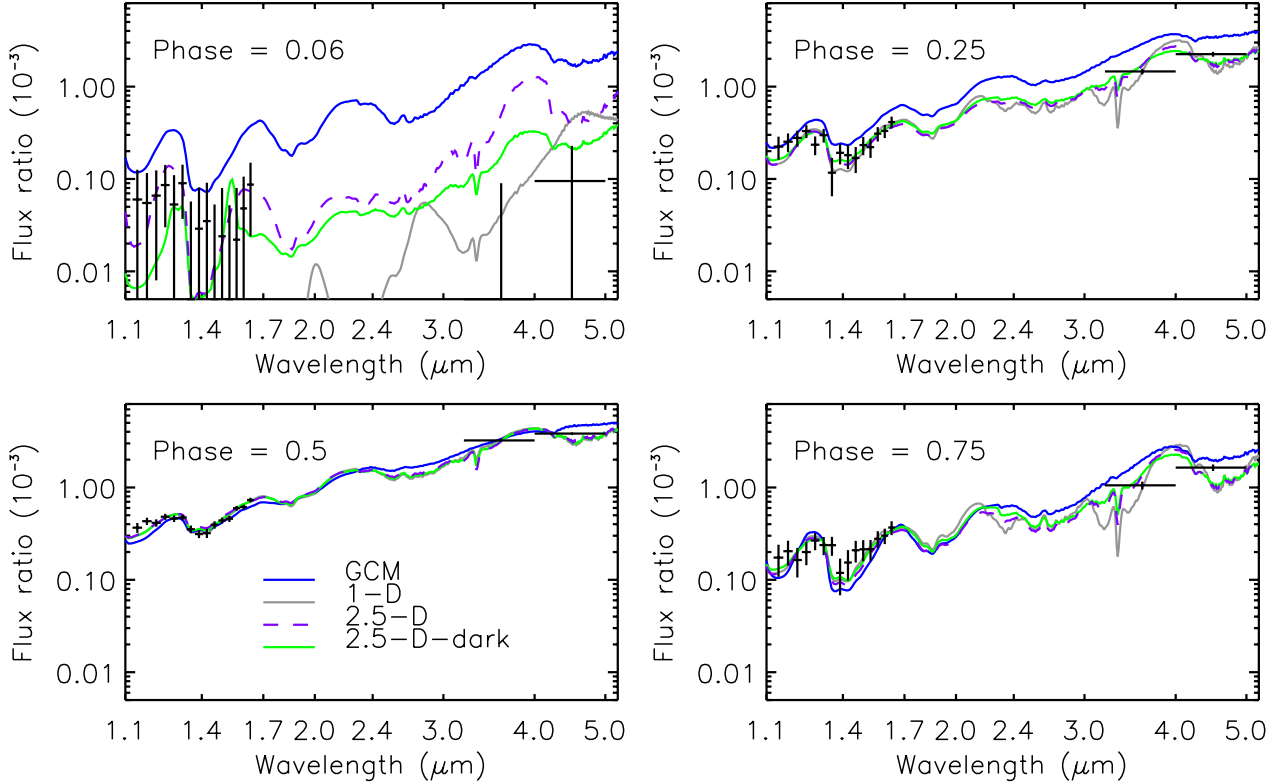 Phase = 0.06
Flux ratio (10⁻³)
1.00
0.10
0.01
1.1 1.4 1.7 2.0 2.4 3.0 4.0 5.0
Wavelength (μm)
Phase = 0.25
Flux ratio (10⁻³)
1.00
0.10
0.01
1.1 1.4 1.7 2.0 2.4 3.0 4.0 5.0
Wavelength (μm)
Phase = 0.5
Flux ratio (10⁻³)
1.00
0.10
0.01
GCM
1-D
2.5-D
2.5-D-dark
1.1 1.4 1.7 2.0 2.4 3.0 4.0 5.0
Wavelength (μm)
Phase = 0.75
Flux ratio (10⁻³)
1.00
0.10
0.01
1.1 1.4 1.7 2.0 2.4 3.0 4.0 5.0
Wavelength (μm)